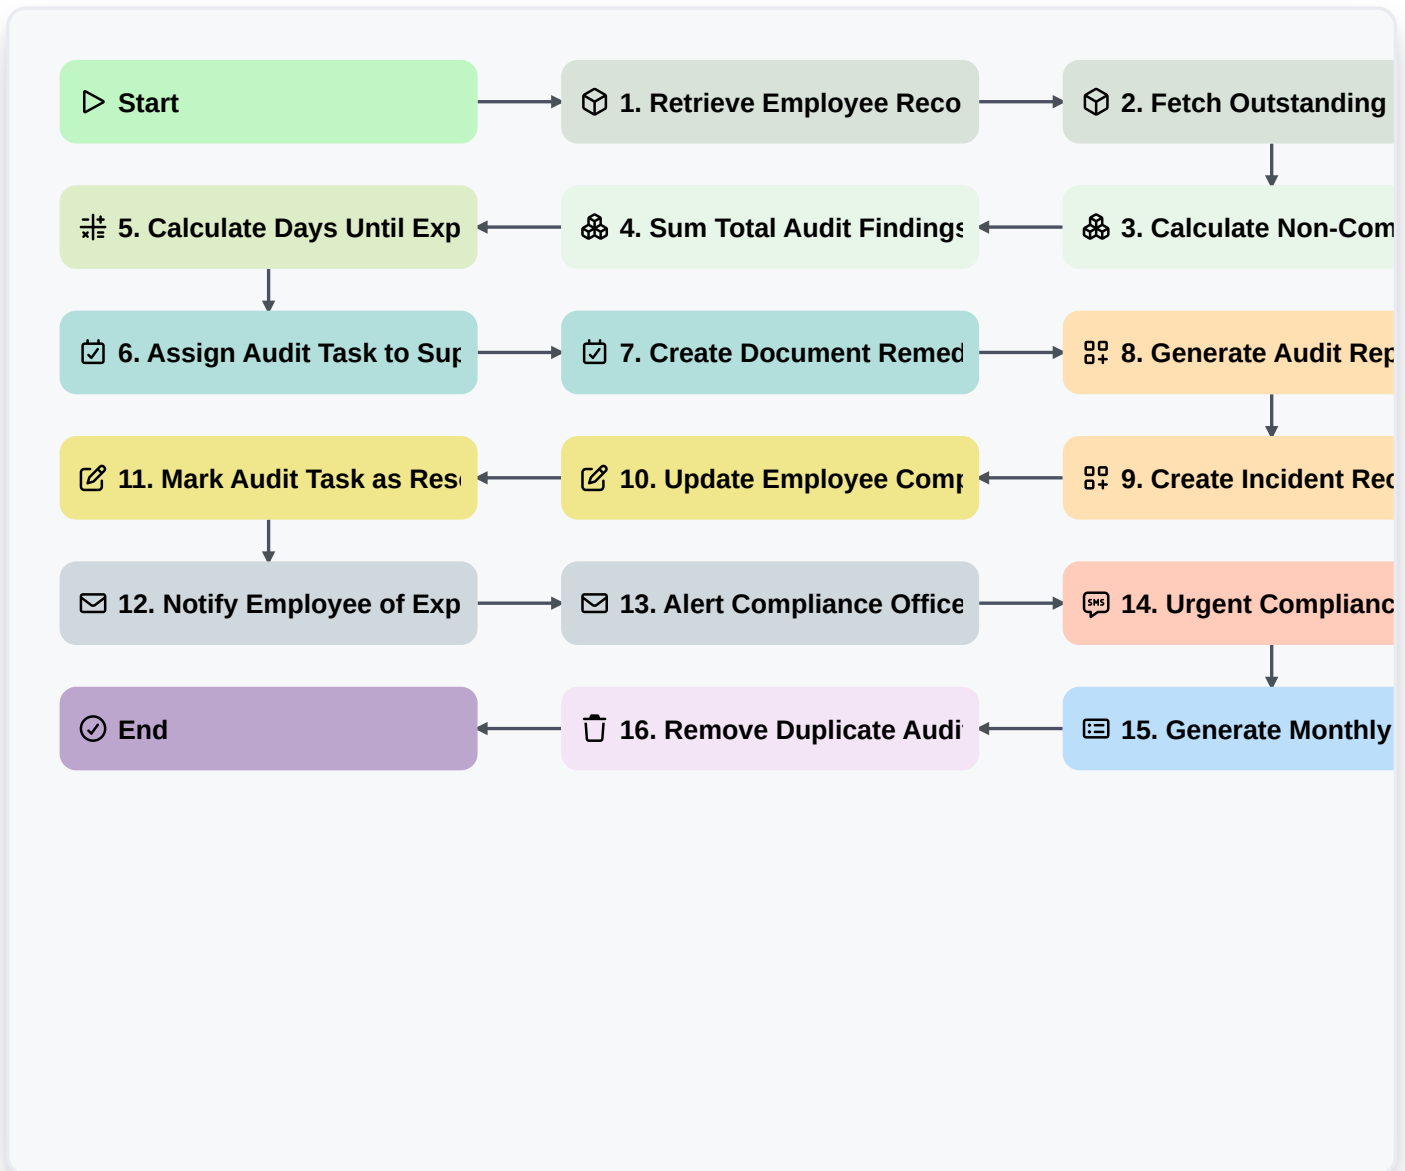 Start
1. Retrieve Employee Reco
2. Fetch Outstanding
5. Calculate Days Until Exp
4. Sum Total Audit Findings
3. Calculate Non-Com
6. Assign Audit Task to Sup
7. Create Document Remed
8. Generate Audit Rep
11. Mark Audit Task as Reso
10. Update Employee Comp
9. Create Incident Rec
12. Notify Employee of Exp
13. Alert Compliance Office
14. Urgent Complianc
SMS
End
16. Remove Duplicate Audit
15. Generate Monthly